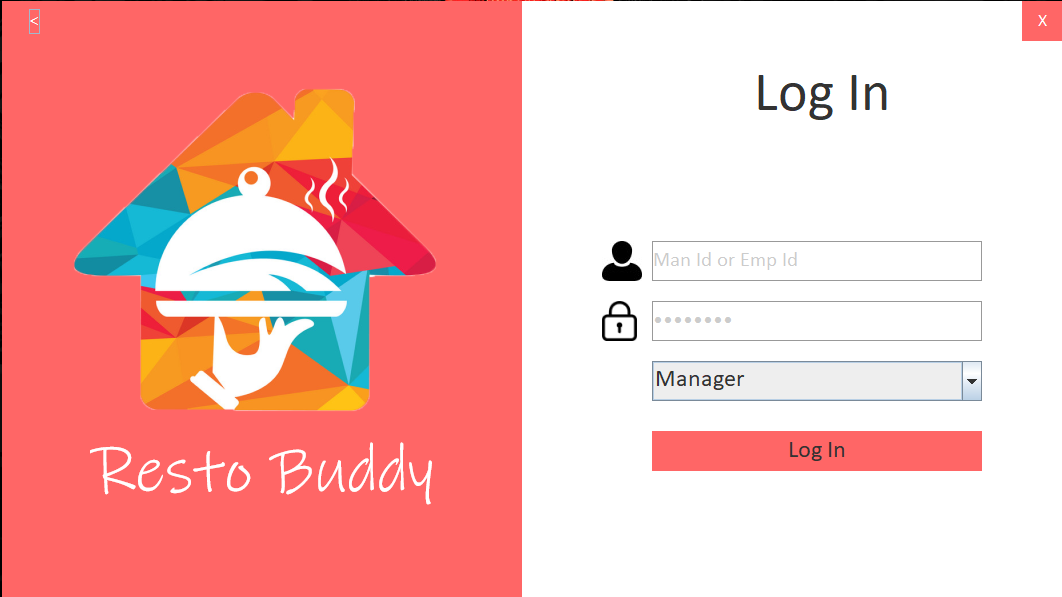 <
X
Log In
Man Id or Emp Id
••••••••
Manager
Log In
Resto Buddy